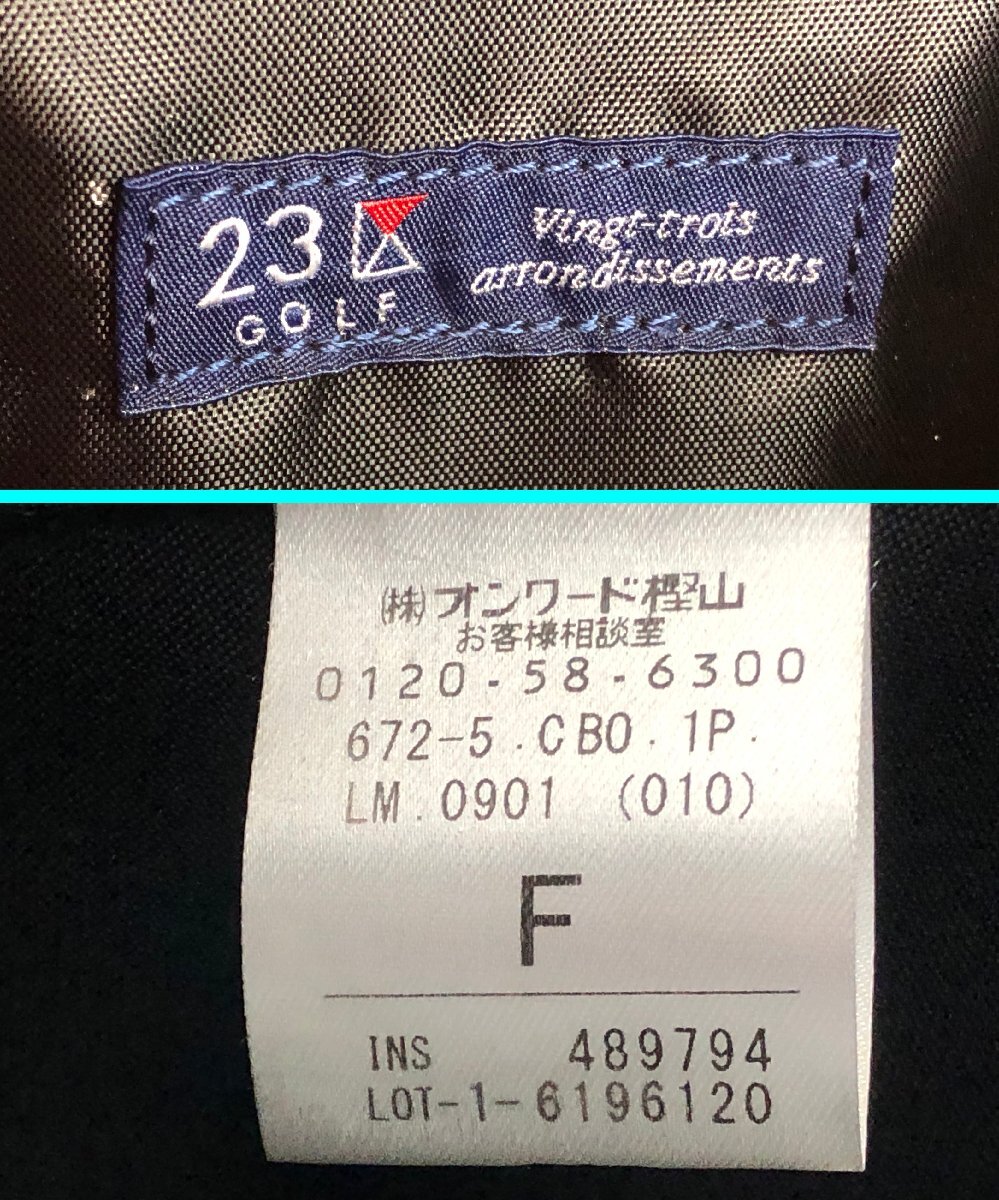 23
GOLF
Vingt-trois
arrondissements
(株)オンワード樫山
お客様相談室
0120-58-6300
672-5.CBO.1P.
LM.0901 (010)
F
INS 489794
LOT-1-6196120